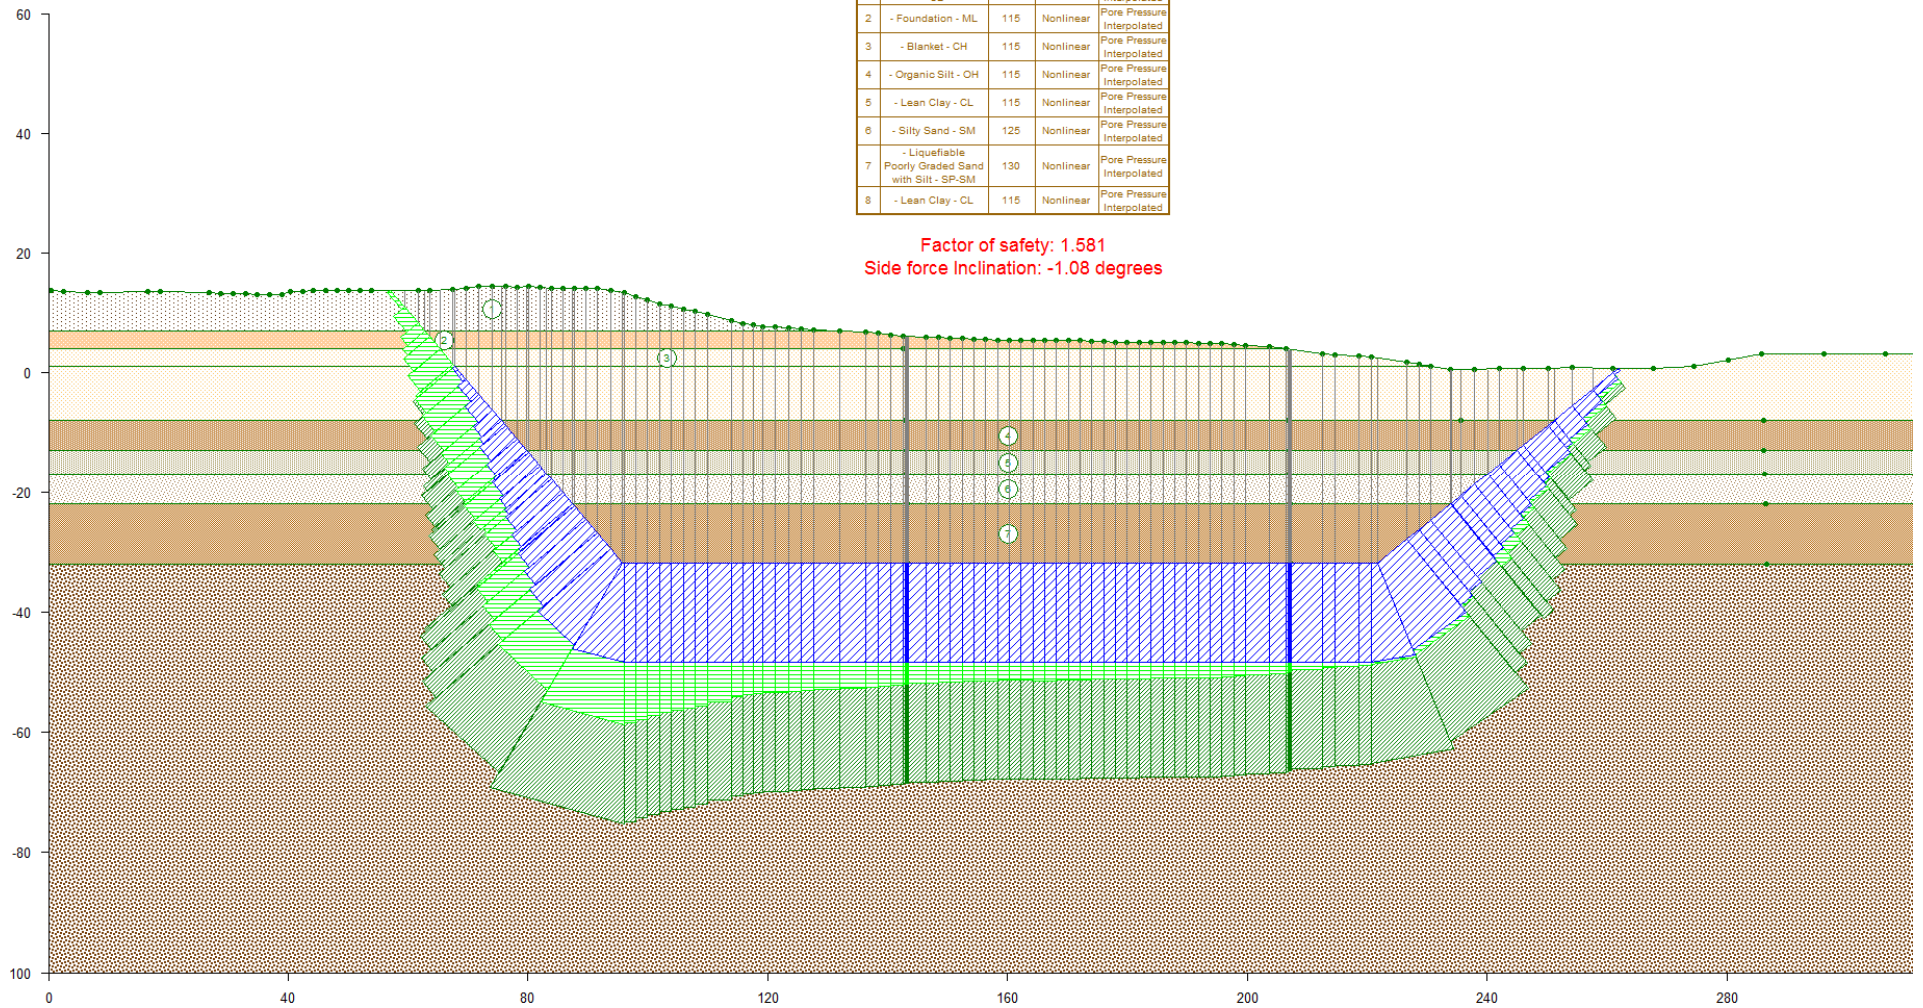 60
2 - Foundation - ML 115 Nonlinear Pore Pressure
Interpolated
3 - Blanket - CH 115 Nonlinear Pore Pressure
Interpolated
4 - Organic Silt - OH 115 Nonlinear Pore Pressure
Interpolated
5 - Lean Clay - CL 115 Nonlinear Pore Pressure
Interpolated
6 - Silty Sand - SM 125 Nonlinear Pore Pressure
Interpolated
7 - Liquefiable
Poorly Graded Sand
with Silt - SP-SM 130 Nonlinear Pore Pressure
Interpolated
8 - Lean Clay - CL 115 Nonlinear Pore Pressure
Interpolated
40
Factor of safety: 1.581
Side force Inclination: -1.08 degrees
20
1
2
3
0
4
5
6
-20
7
-40
-60
-80
100
0 40 80 120 160 200 240 280